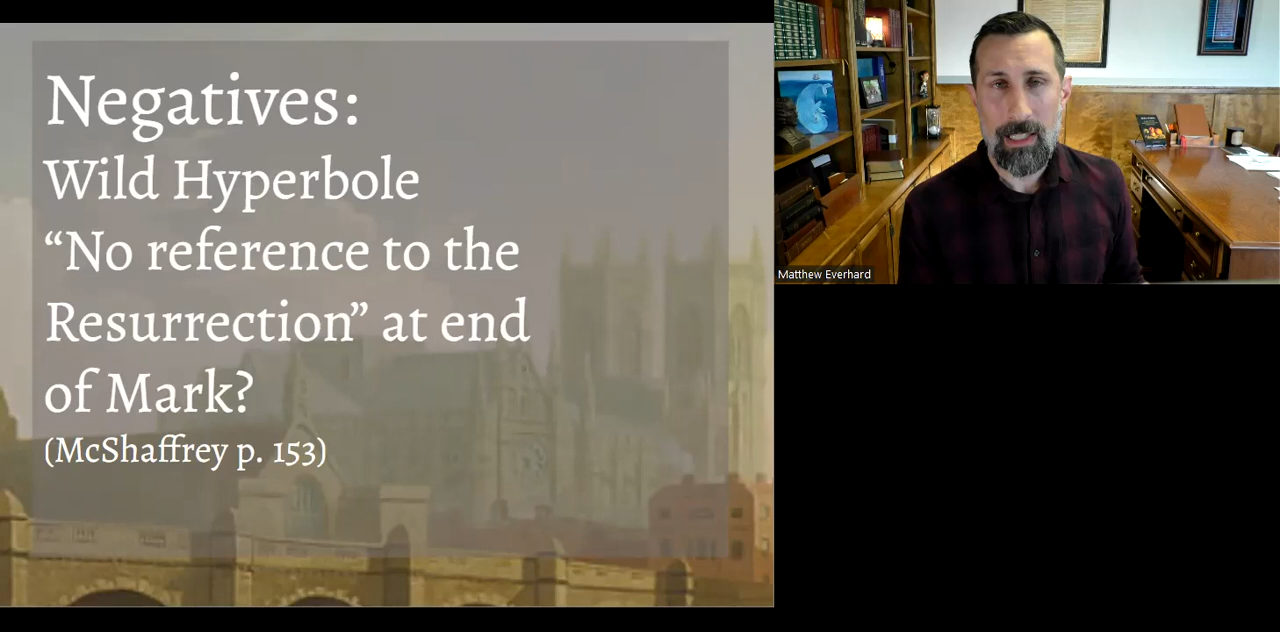 Negatives:
Wild Hyperbole
“No reference to the
Resurrection” at end
of Mark?
(McShaffrey p. 153)
Matthew Everhard